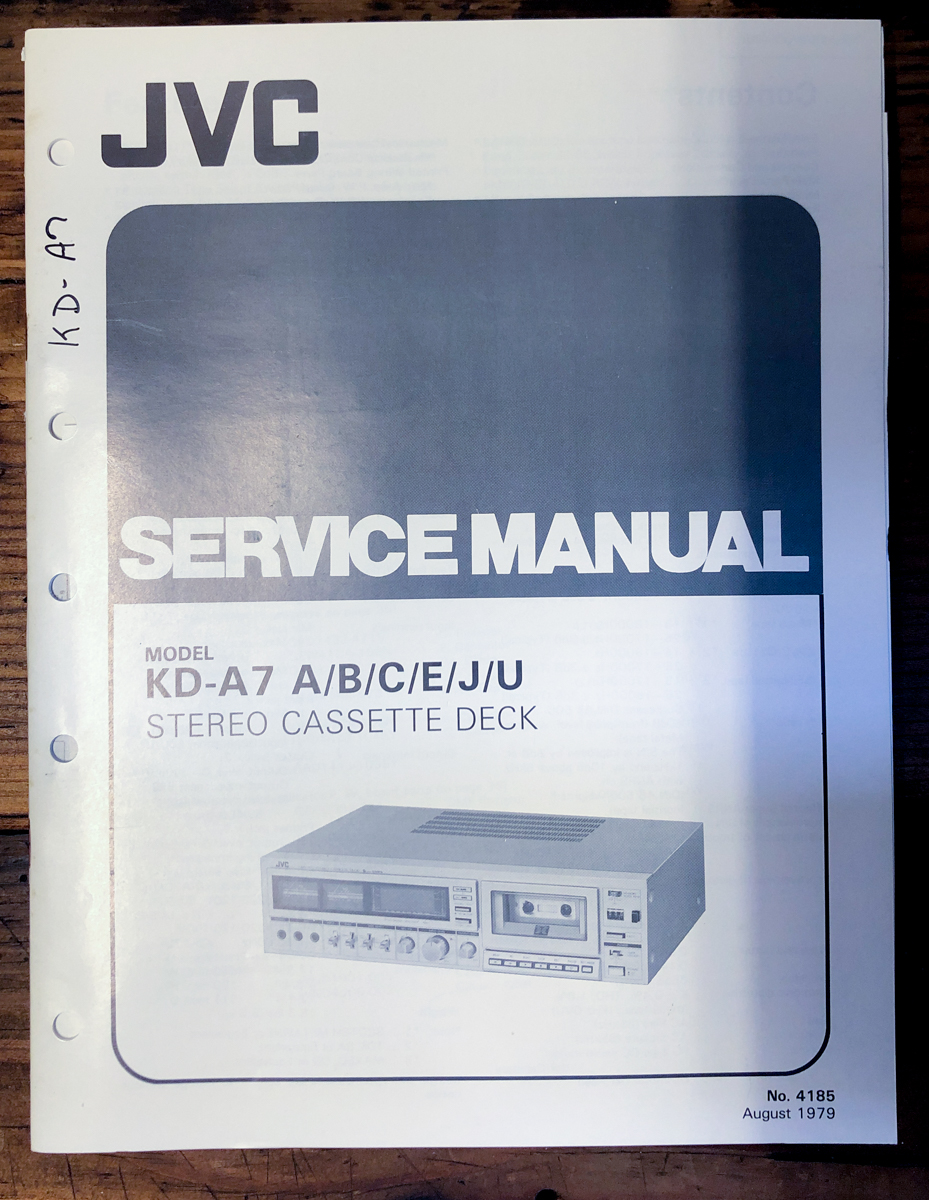 JVC
KD-A7
SERVICE MANUAL
MODEL
KD-A7 A/B/C/E/J/U
STEREO CASSETTE DECK
JVC
No. 4185
August 1979